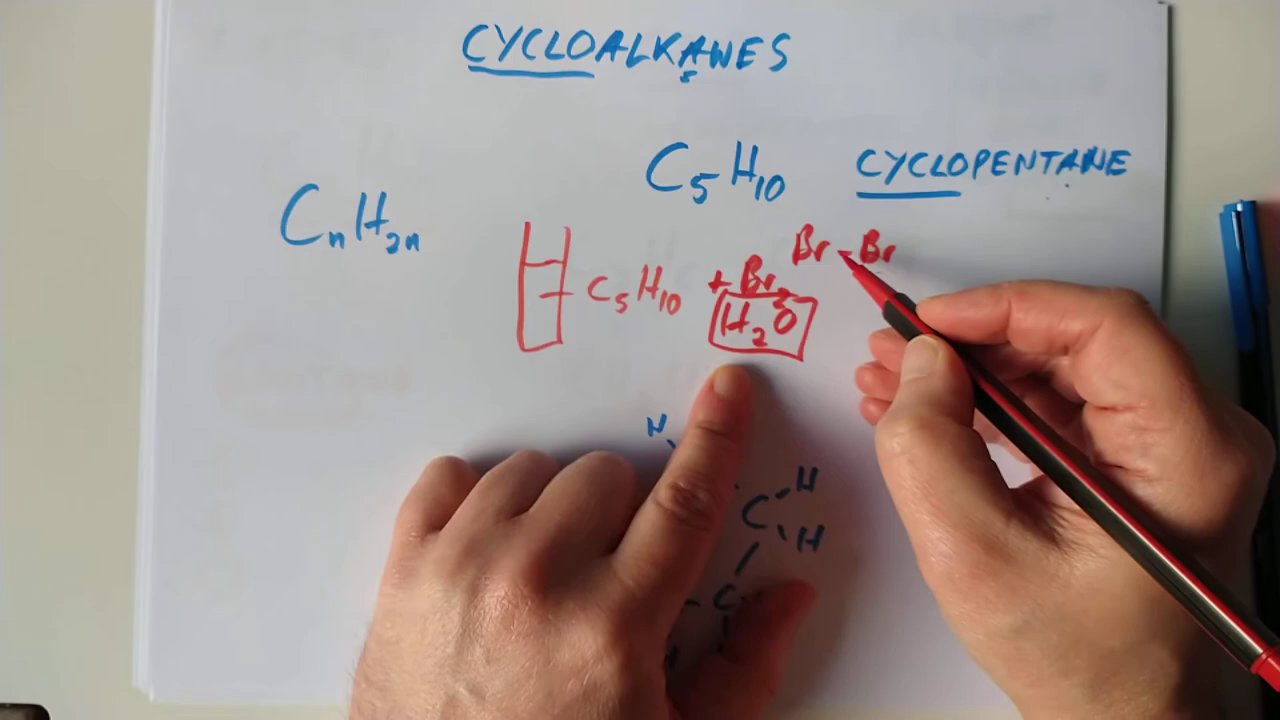 CYCLOALKANES
C5H10 CYCLOPENTANE
CnH2n
Br-Br
C5H10 + Br2
H2O
H
C H
H
C
H